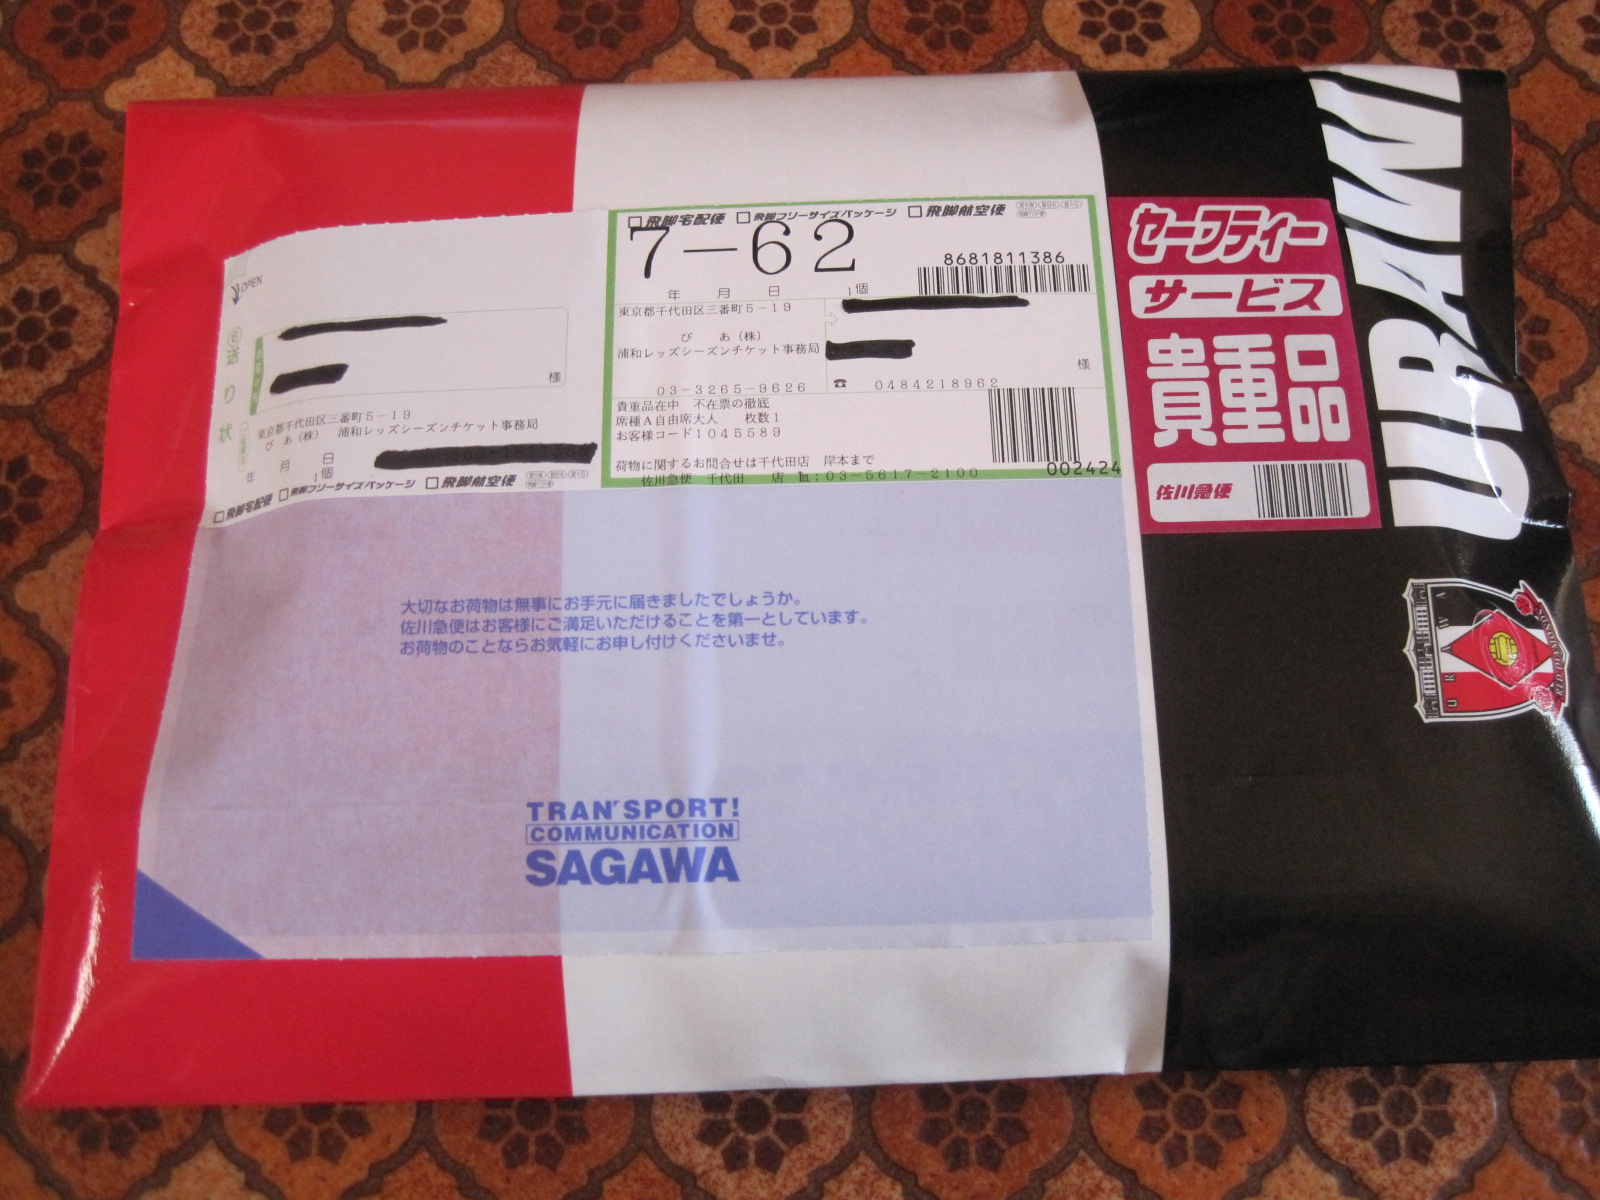 OPEN
⑥送り状
様
東京都千代田区三番町5-19
ぴあ(株) 浦和レッズシーズンチケット事務局
年 月 日 1個
飛脚宅配便 飛脚フリーサイズパッケージ 飛脚航空便
飛脚宅配便 飛脚フリーサイズパッケージ 飛脚航空便
7-62
8681811386
年 月 日 1個
東京都千代田区三番町5-19
ぴあ(株)
浦和レッズシーズンチケット事務局
様
03-3265-9626
☎ 0484218962
貴重品在中 不在票の徹底
席種A自由席大人 枚数1
お客様コード1045589
荷物に関するお問合せは千代田店 岸本まで
佐川急便 千代田 店 ℡:03-5617-2100
002424
セーフティー
サービス
貴重品
佐川急便
URAWA
URAWA
RED DIAMONDS
大切なお荷物は無事にお手元に届きましたでしょうか。
佐川急便はお客様にご満足いただけることを第一としています。
お荷物のことならお気軽にお申し付けくださいませ。
TRAN'SPORT!
COMMUNICATION
SAGAWA